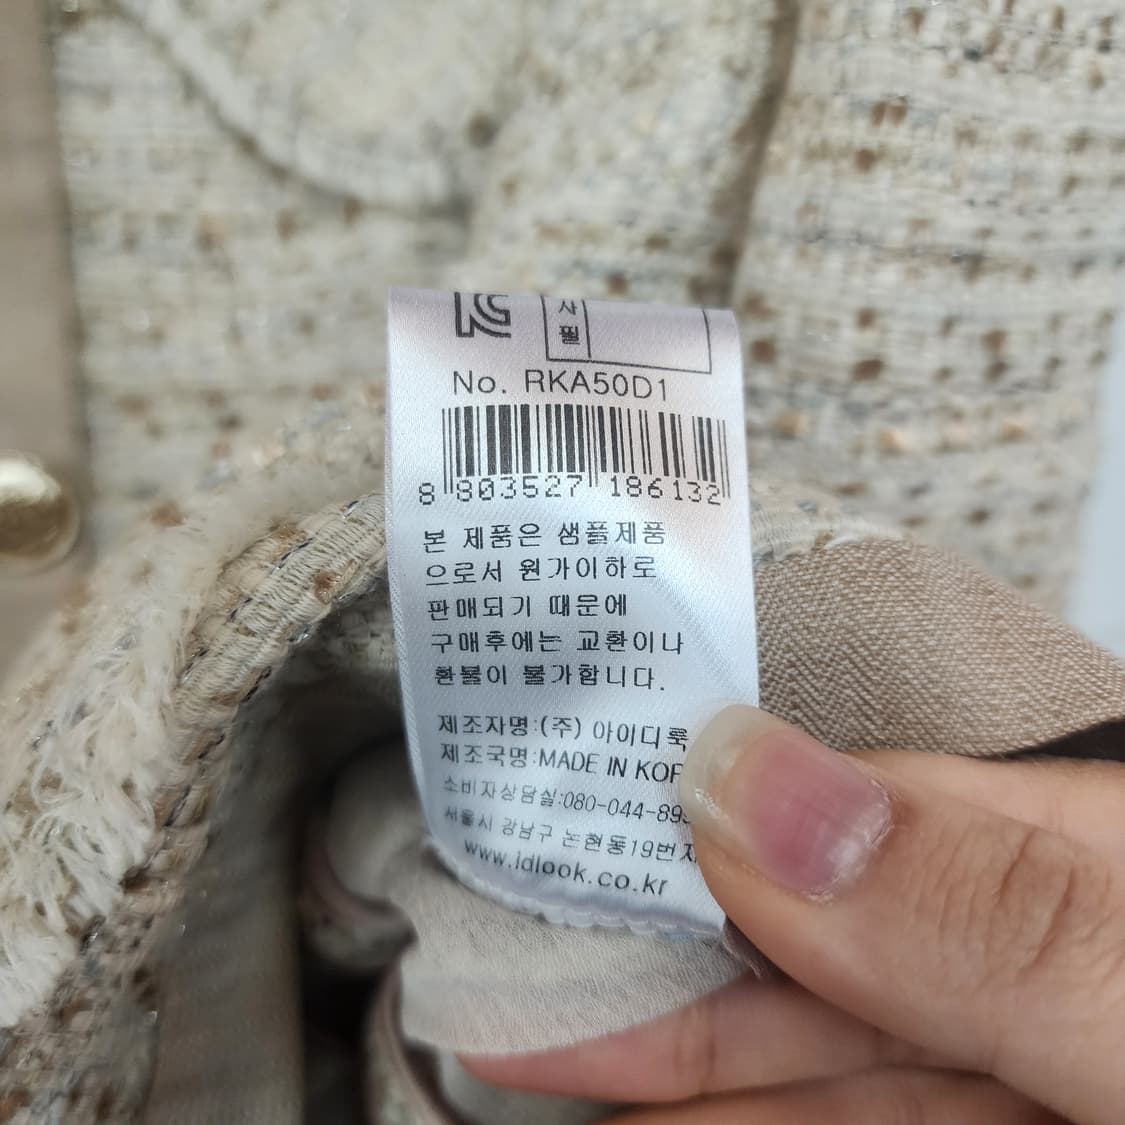 사
필
No. RKA50D1
8 803527 186132
본 제품은 샘플제품
으로서 원가이하로
판매되기 때문에
구매후에는 교환이나
환불이 불가합니다.
제조자명:(주) 아이디룩
제조국명:MADE IN
소비자상담실:080-044-
서울시 강남구 논현동19번지
www.idlook.co.kr